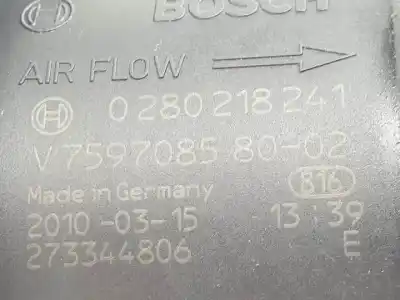 BOSCH
AIR FLOW
0 280 218 241
V 7597085 80-02
Made in Germany B16
2010-03-15 13:39
273344806 E